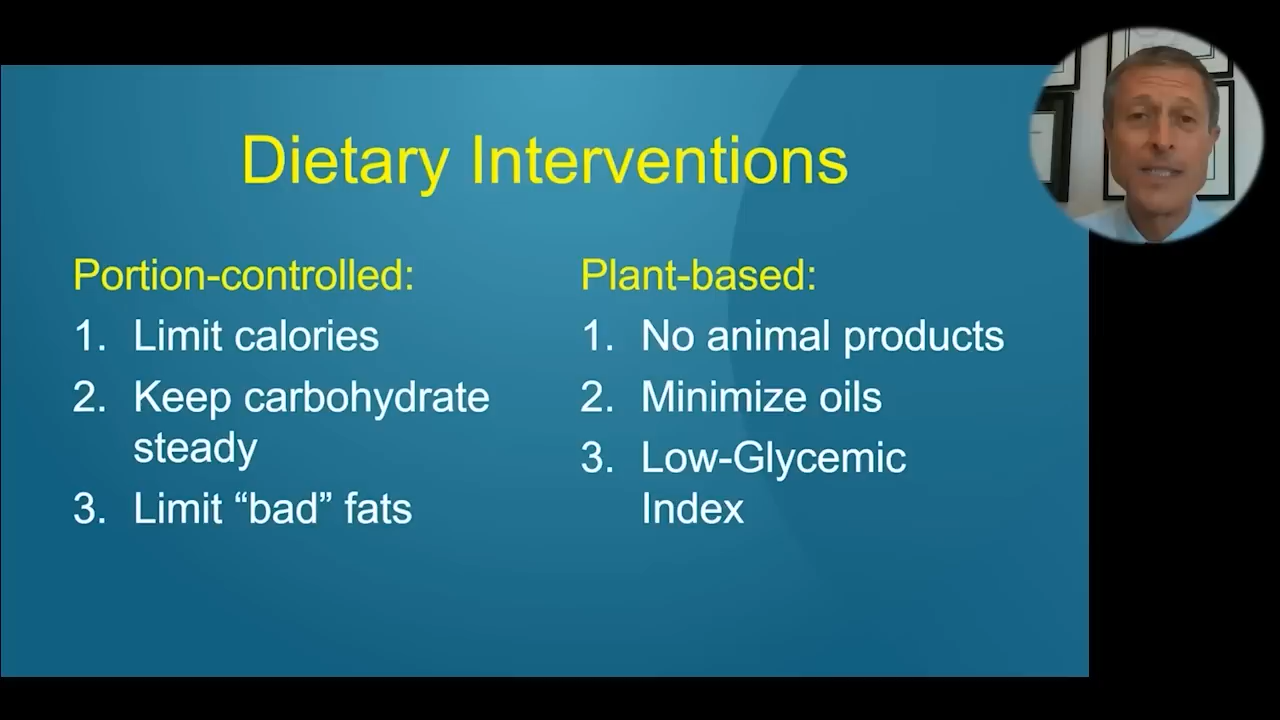 Dietary Interventions
Portion-controlled:
1. Limit calories
2. Keep carbohydrate
steady
3. Limit “bad” fats
Plant-based:
1. No animal products
2. Minimize oils
3. Low-Glycemic
Index